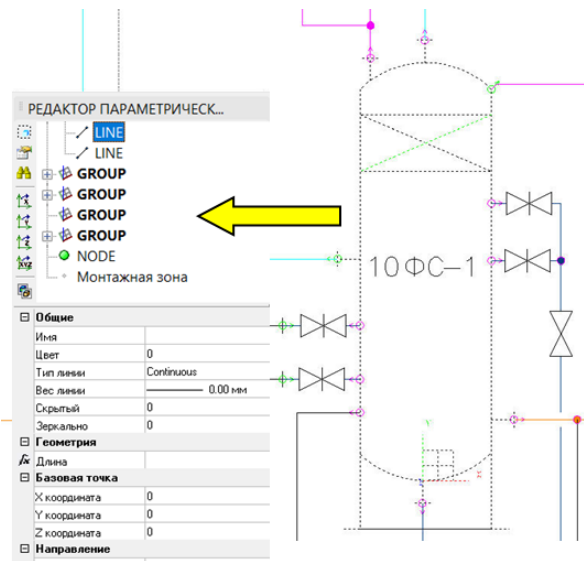 РЕДАКТОР ПАРАМЕТРИЧЕСК...
LINE
LINE
GROUP
GROUP
GROUP
GROUP
NODE
Монтажная зона
Общие
Имя
Цвет 0
Тип линии Continuous
Вес линии 0.00 мм
Скрытый 0
Зеркально 0
Геометрия
Длина
Базовая точка
X координата 0
Y координата 0
Z координата 0
Направление
10ФС-1
Y
X